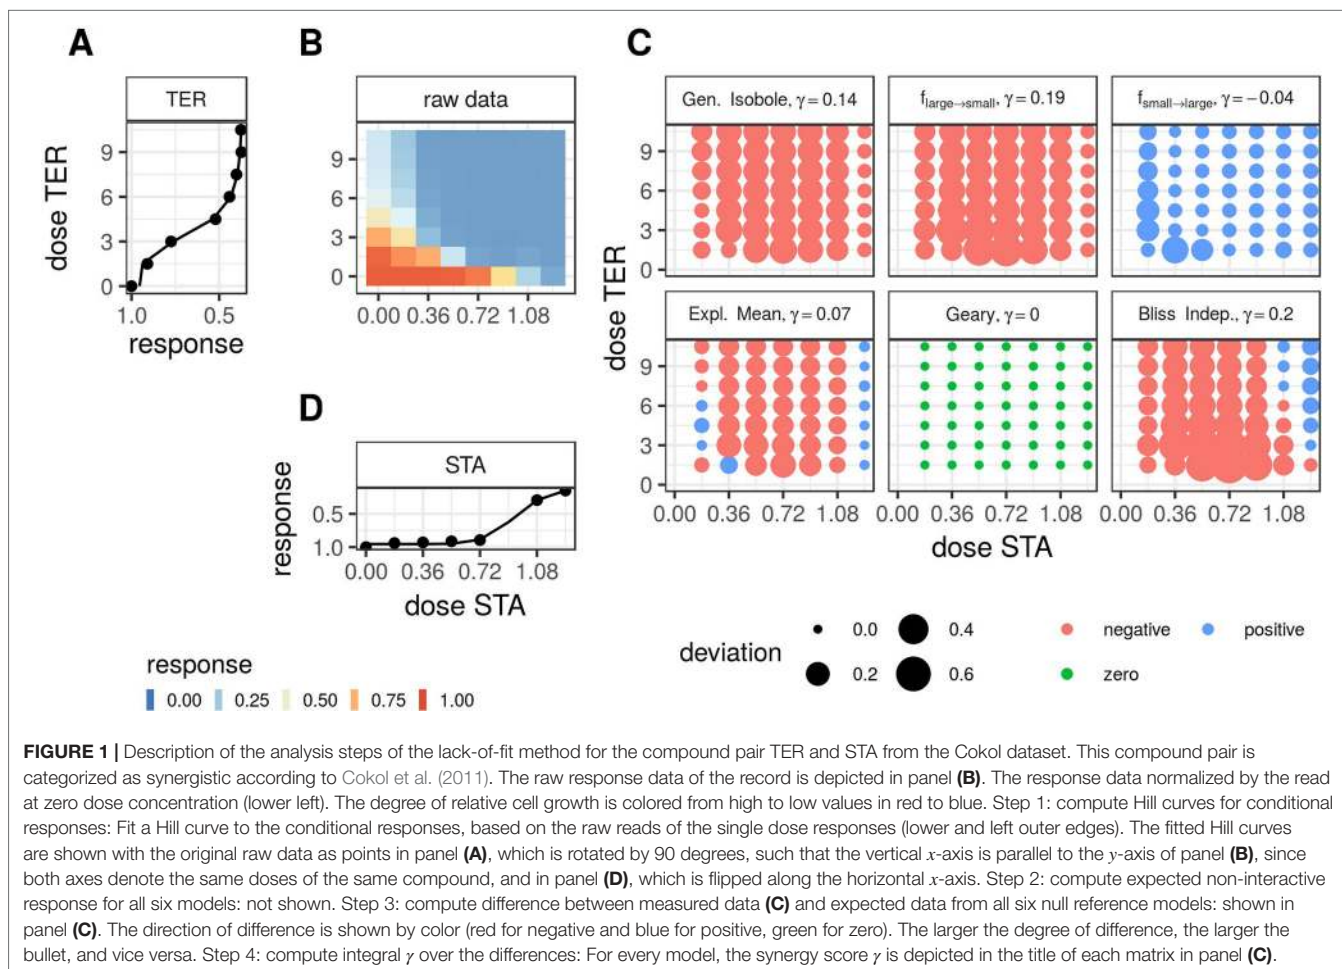 A
TER
dose TER
9
6
3
0
1.0
0.5
response
B
raw data
9
6
3
0
0.00
0.36
0.72
1.08
C
Gen. Isobole, γ = 0.14
f large→small, γ = 0.19
f small→large, γ = −0.04
9
6
3
0
dose TER
Expl. Mean, γ = 0.07
Geary, γ = 0
Bliss Indep., γ = 0.2
9
6
3
0
0.00 0.36 0.72 1.08
0.00 0.36 0.72 1.08
0.00 0.36 0.72 1.08
dose STA
D
STA
response
0.5
1.0
0.00 0.36 0.72 1.08
dose STA
response
0.00 0.25 0.50 0.75 1.00
deviation
0.0 0.4
0.2 0.6
negative positive
zero
FIGURE 1 | Description of the analysis steps of the lack-of-fit method for the compound pair TER and STA from the Cokol dataset. This compound pair is
categorized as synergistic according to Cokol et al. (2011). The raw response data of the record is depicted in panel (B). The response data normalized by the read
at zero dose concentration (lower left). The degree of relative cell growth is colored from high to low values in red to blue. Step 1: compute Hill curves for conditional
responses: Fit a Hill curve to the conditional responses, based on the raw reads of the single dose responses (lower and left outer edges). The fitted Hill curves
are shown with the original raw data as points in panel (A), which is rotated by 90 degrees, such that the vertical x-axis is parallel to the y-axis of panel (B), since
both axes denote the same doses of the same compound, and in panel (D), which is flipped along the horizontal x-axis. Step 2: compute expected non-interactive
response for all six models: not shown. Step 3: compute difference between measured data (C) and expected data from all six null reference models: shown in
panel (C). The direction of difference is shown by color (red for negative and blue for positive, green for zero). The larger the degree of difference, the larger the
bullet, and vice versa. Step 4: compute integral γ over the differences: For every model, the synergy score γ is depicted in the title of each matrix in panel (C).